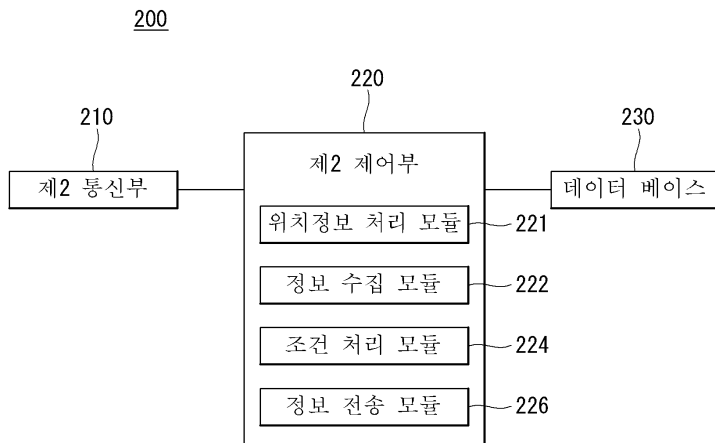 200
220
210
230
제2 제어부
제2 통신부
데이터 베이스
위치정보 처리 모듈
221
정보 수집 모듈
222
조건 처리 모듈
224
정보 전송 모듈
226